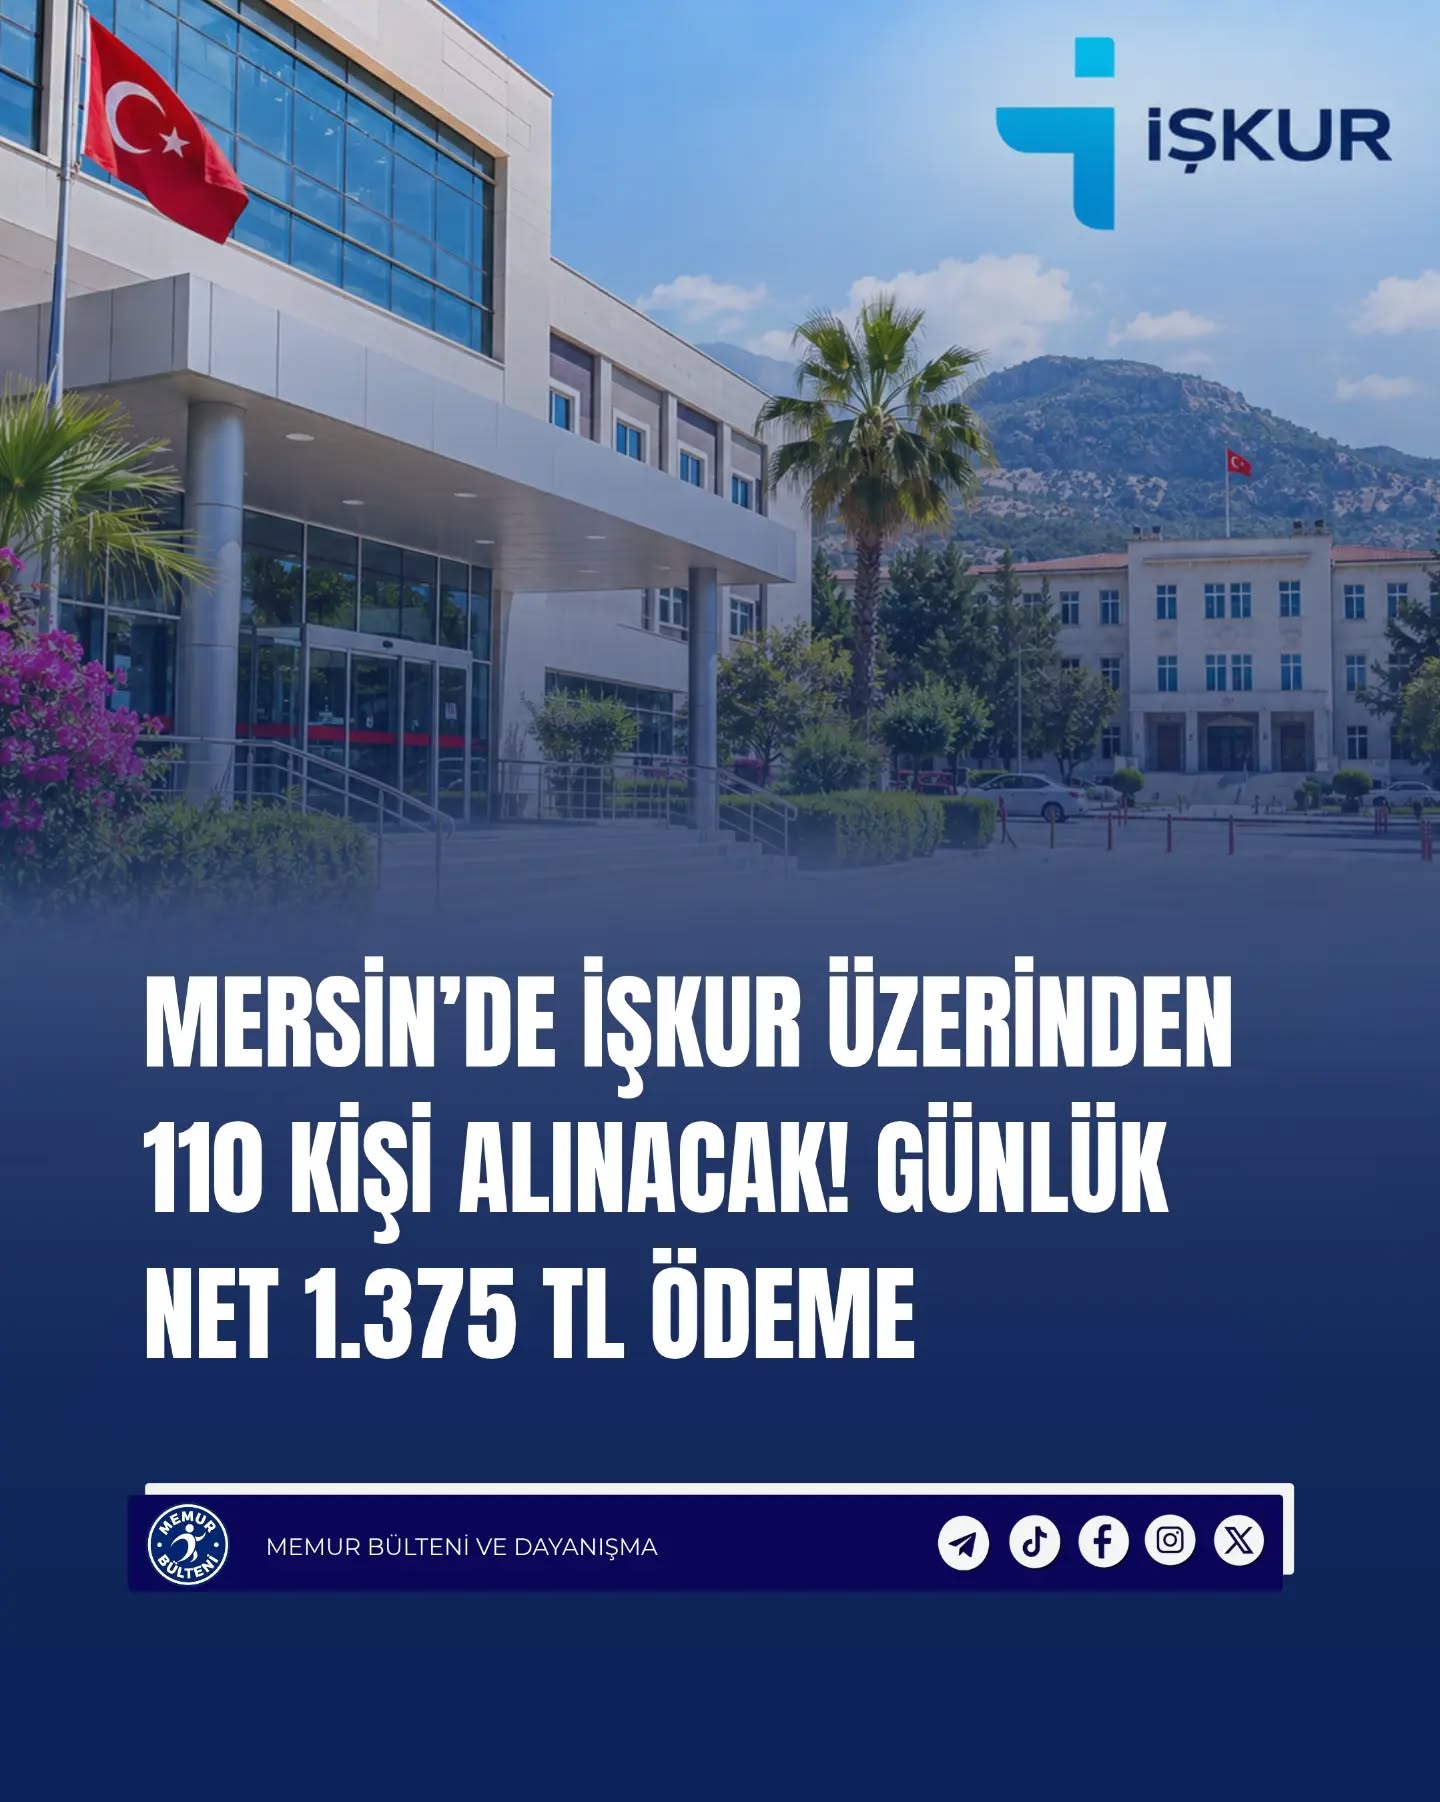 İŞKUR
MERSİN'DE İŞKUR ÜZERİNDEN
110 KİŞİ ALINACAK! GÜNLÜK
NET 1.375 TL ÖDEME
MEMUR
BÜLTENİ
MEMUR BÜLTENİ VE DAYANIŞMA